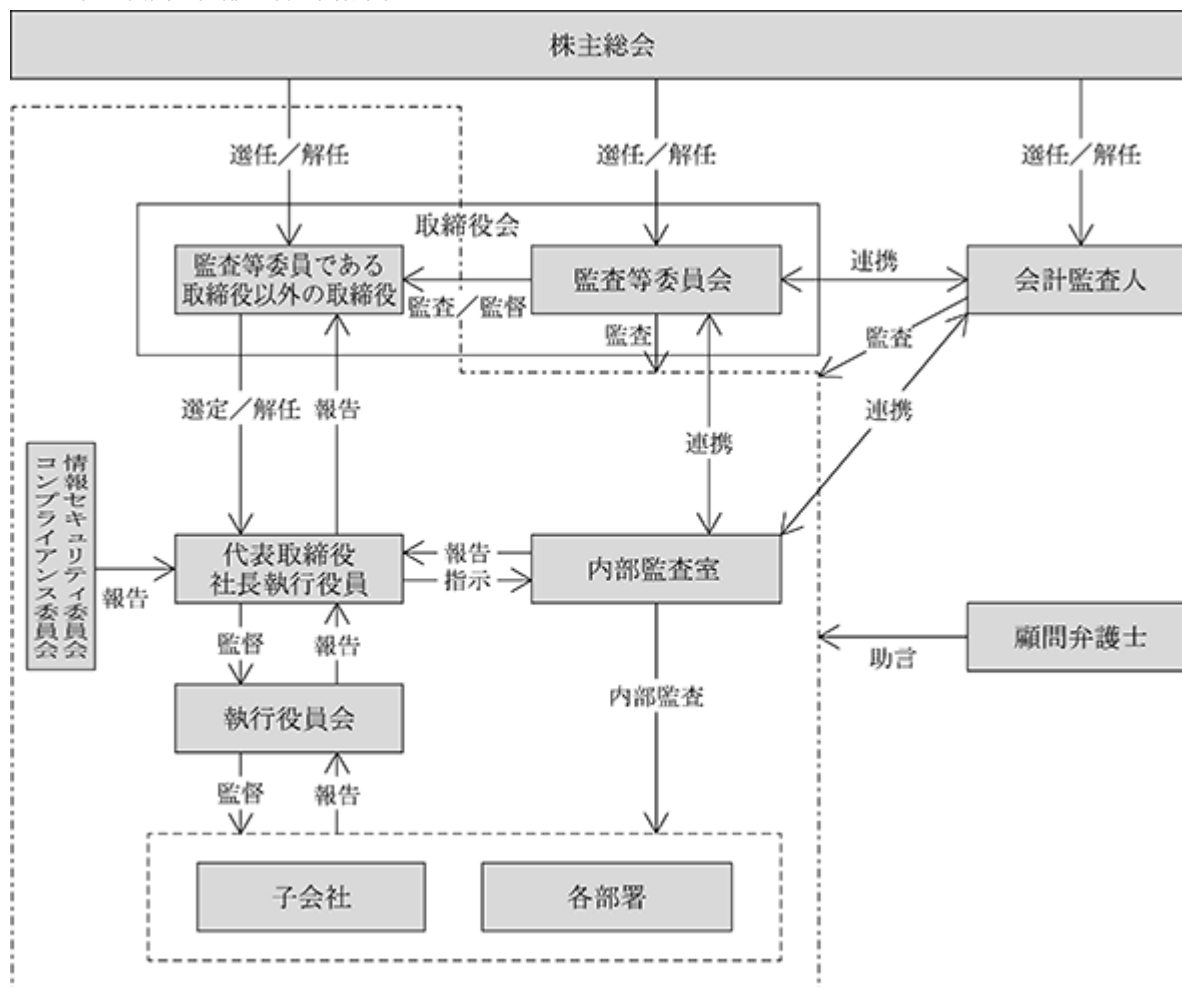 株主総会
選任／解任
選任／解任
選任／解任
取締役会
監査等委員である
取締役以外の取締役
監査／監督
監査等委員会
連携
会計監査人
監査
監査
選定／解任
報告
連携
連携
情報セキュリティ委員会
コンプライアンス委員会
報告
代表取締役
社長執行役員
報告
指示
内部監査室
監督
報告
助言
顧問弁護士
執行役員会
内部監査
監督
報告
子会社
各部署